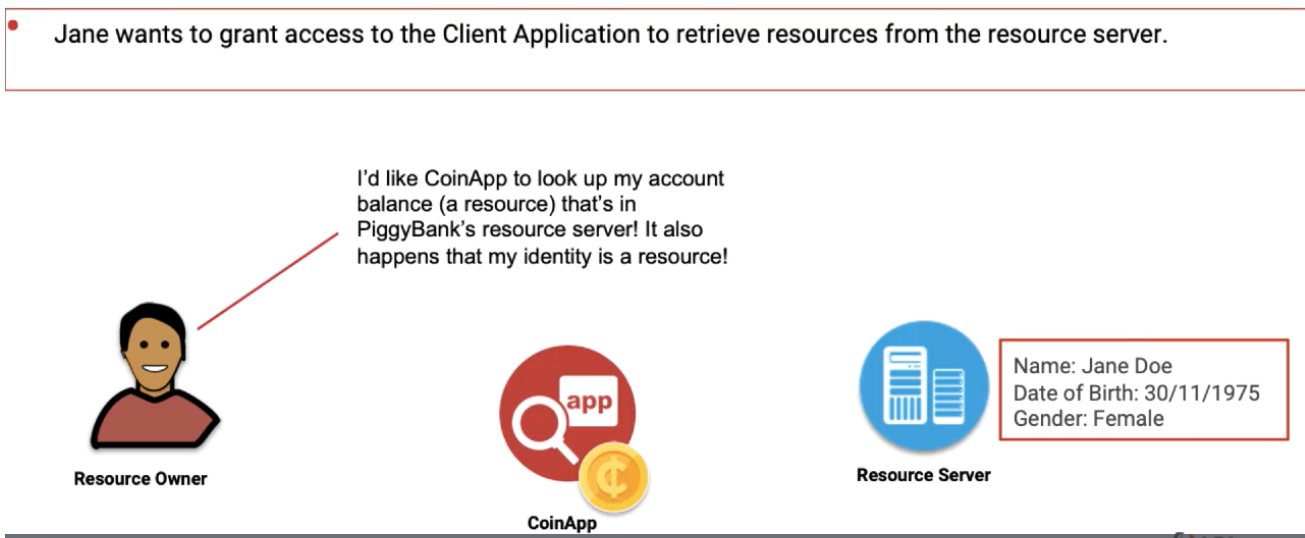 Jane wants to grant access to the Client Application to retrieve resources from the resource server.
I'd like CoinApp to look up my account
balance (a resource) that's in
PiggyBank's resource server! It also
happens that my identity is a resource!
app
Name: Jane Doe
Date of Birth: 30/11/1975
Gender: Female
Resource Owner
Resource Server
CoinApp